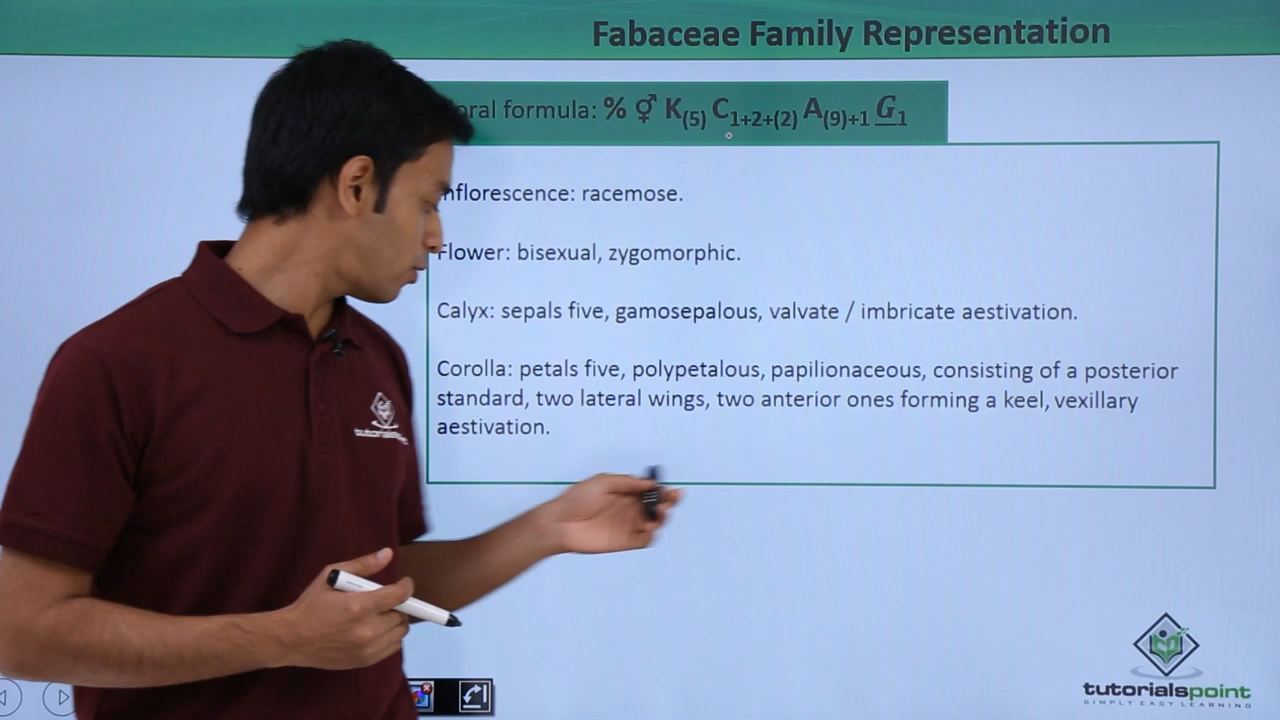 Fabaceae Family Representation
oral formula: % ⚥ K(5) C1+2+(2) A(9)+1 G1
nflorescence: racemose.
Flower: bisexual, zygomorphic.
Calyx: sepals five, gamosepalous, valvate / imbricate aestivation.
Corolla: petals five, polypetalous, papilionaceous, consisting of a posterior
standard, two lateral wings, two anterior ones forming a keel, vexillary
aestivation.
tutorialspoint
tutorialspoint
SIMPLY EASY LEARNING